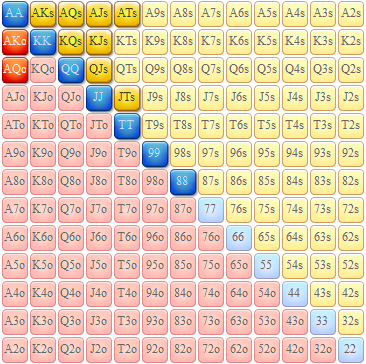 AA AKs AQs AJs ATs A9s A8s A7s A6s A5s A4s A3s A2s
AKo KK KQs KJs KTs K9s K8s K7s K6s K5s K4s K3s K2s
AQo KQo QQ QJs QTs Q9s Q8s Q7s Q6s Q5s Q4s Q3s Q2s
AJo KJo QJo JJ JTs J9s J8s J7s J6s J5s J4s J3s J2s
ATo KTo QTo JTo TT T9s T8s T7s T6s T5s T4s T3s T2s
A9o K9o Q9o J9o T9o 99 98s 97s 96s 95s 94s 93s 92s
A8o K8o Q8o J8o T8o 98o 88 87s 86s 85s 84s 83s 82s
A7o K7o Q7o J7o T7o 97o 87o 77 76s 75s 74s 73s 72s
A6o K6o Q6o J6o T6o 96o 86o 76o 66 65s 64s 63s 62s
A5o K5o Q5o J5o T5o 95o 85o 75o 65o 55 54s 53s 52s
A4o K4o Q4o J4o T4o 94o 84o 74o 64o 54o 44 43s 42s
A3o K3o Q3o J3o T3o 93o 83o 73o 63o 53o 43o 33 32s
A2o K2o Q2o J2o T2o 92o 82o 72o 62o 52o 42o 32o 22